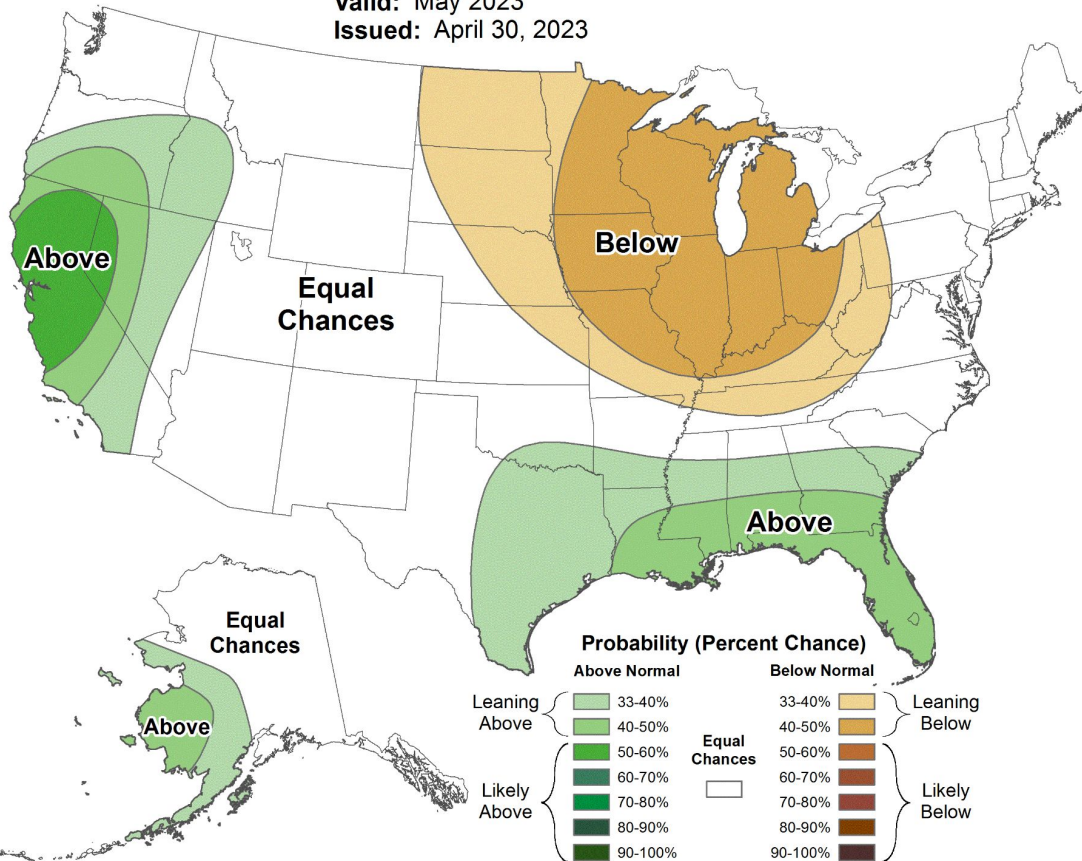 Valid: May 2023
Issued: April 30, 2023
Above
Equal
Chances
Below
Above
Equal
Chances
Above
Probability (Percent Chance)
Above Normal
Below Normal
Leaning
Above
33-40%
40-50%
Likely
Above
50-60%
60-70%
70-80%
80-90%
90-100%
Equal
Chances
33-40%
40-50%
Leaning
Below
50-60%
60-70%
70-80%
80-90%
90-100%
Likely
Below